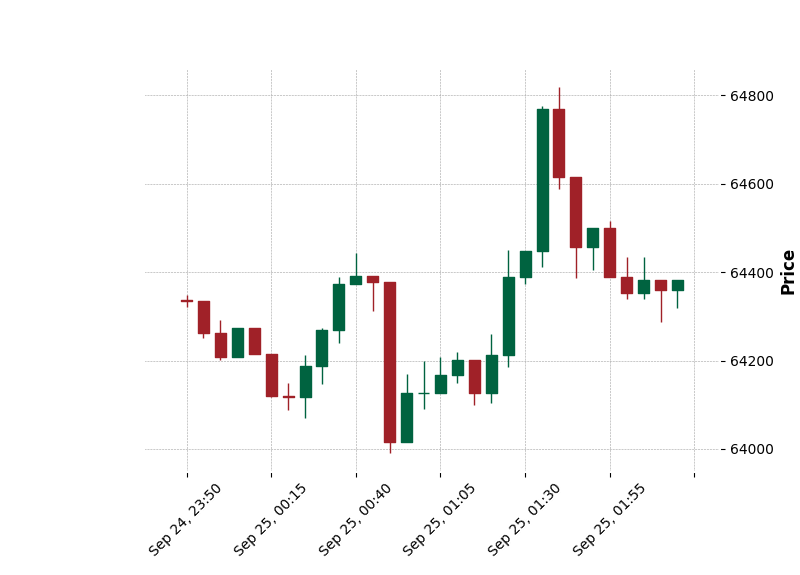 64800
64600
64400
64200
64000
Price
Sep 24, 23:50
Sep 25, 00:15
Sep 25, 00:40
Sep 25, 01:05
Sep 25, 01:30
Sep 25, 01:55